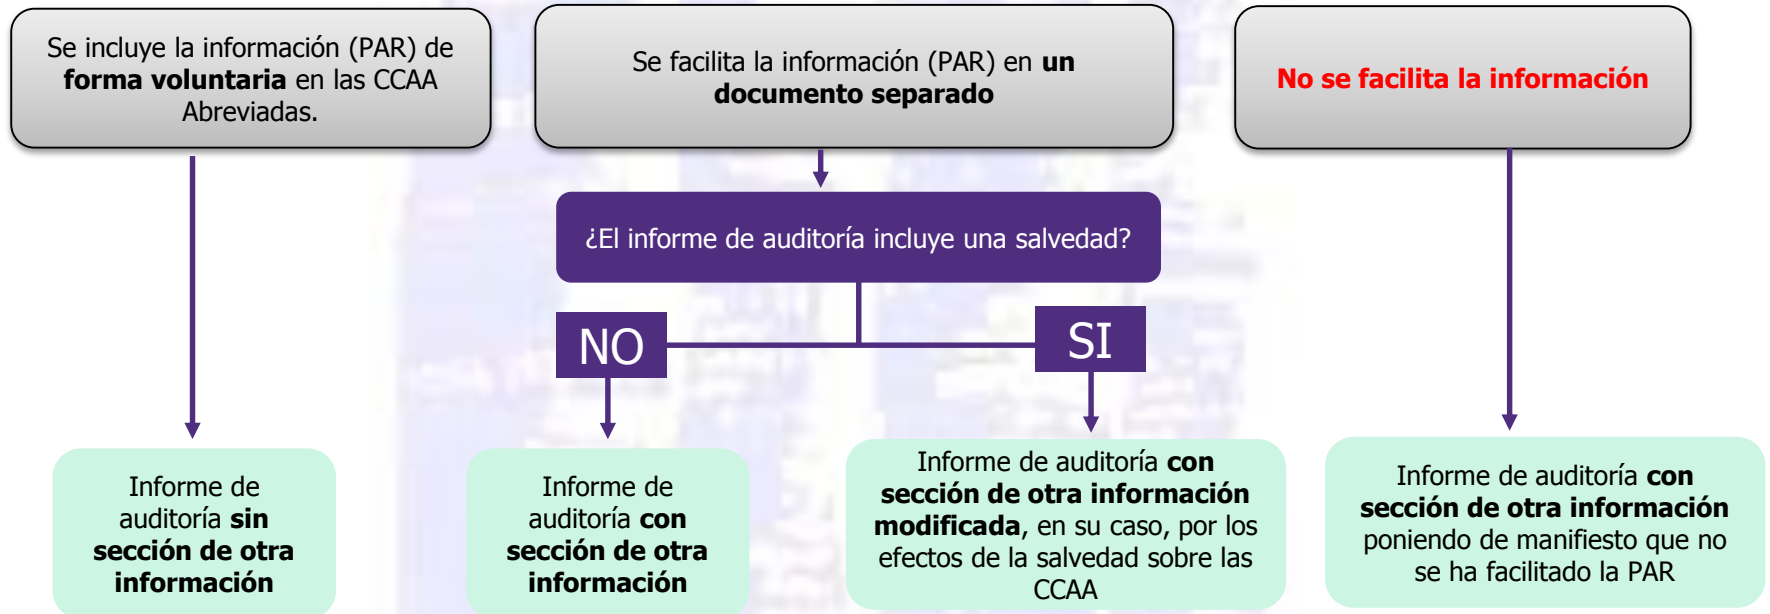 Se incluye la información (PAR) de
forma voluntaria en las CCAA
Abreviadas.
Se facilita la información (PAR) en un
documento separado
No se facilita la información
¿El informe de auditoría incluye una salvedad?
NO
SI
Informe de
auditoría sin
sección de otra
información
Informe de
auditoría con
sección de otra
información
Informe de auditoría con
sección de otra información
modificada, en su caso, por los
efectos de la salvedad sobre las
CCAA
Informe de auditoría con
sección de otra información
poniendo de manifiesto que no
se ha facilitado la PAR